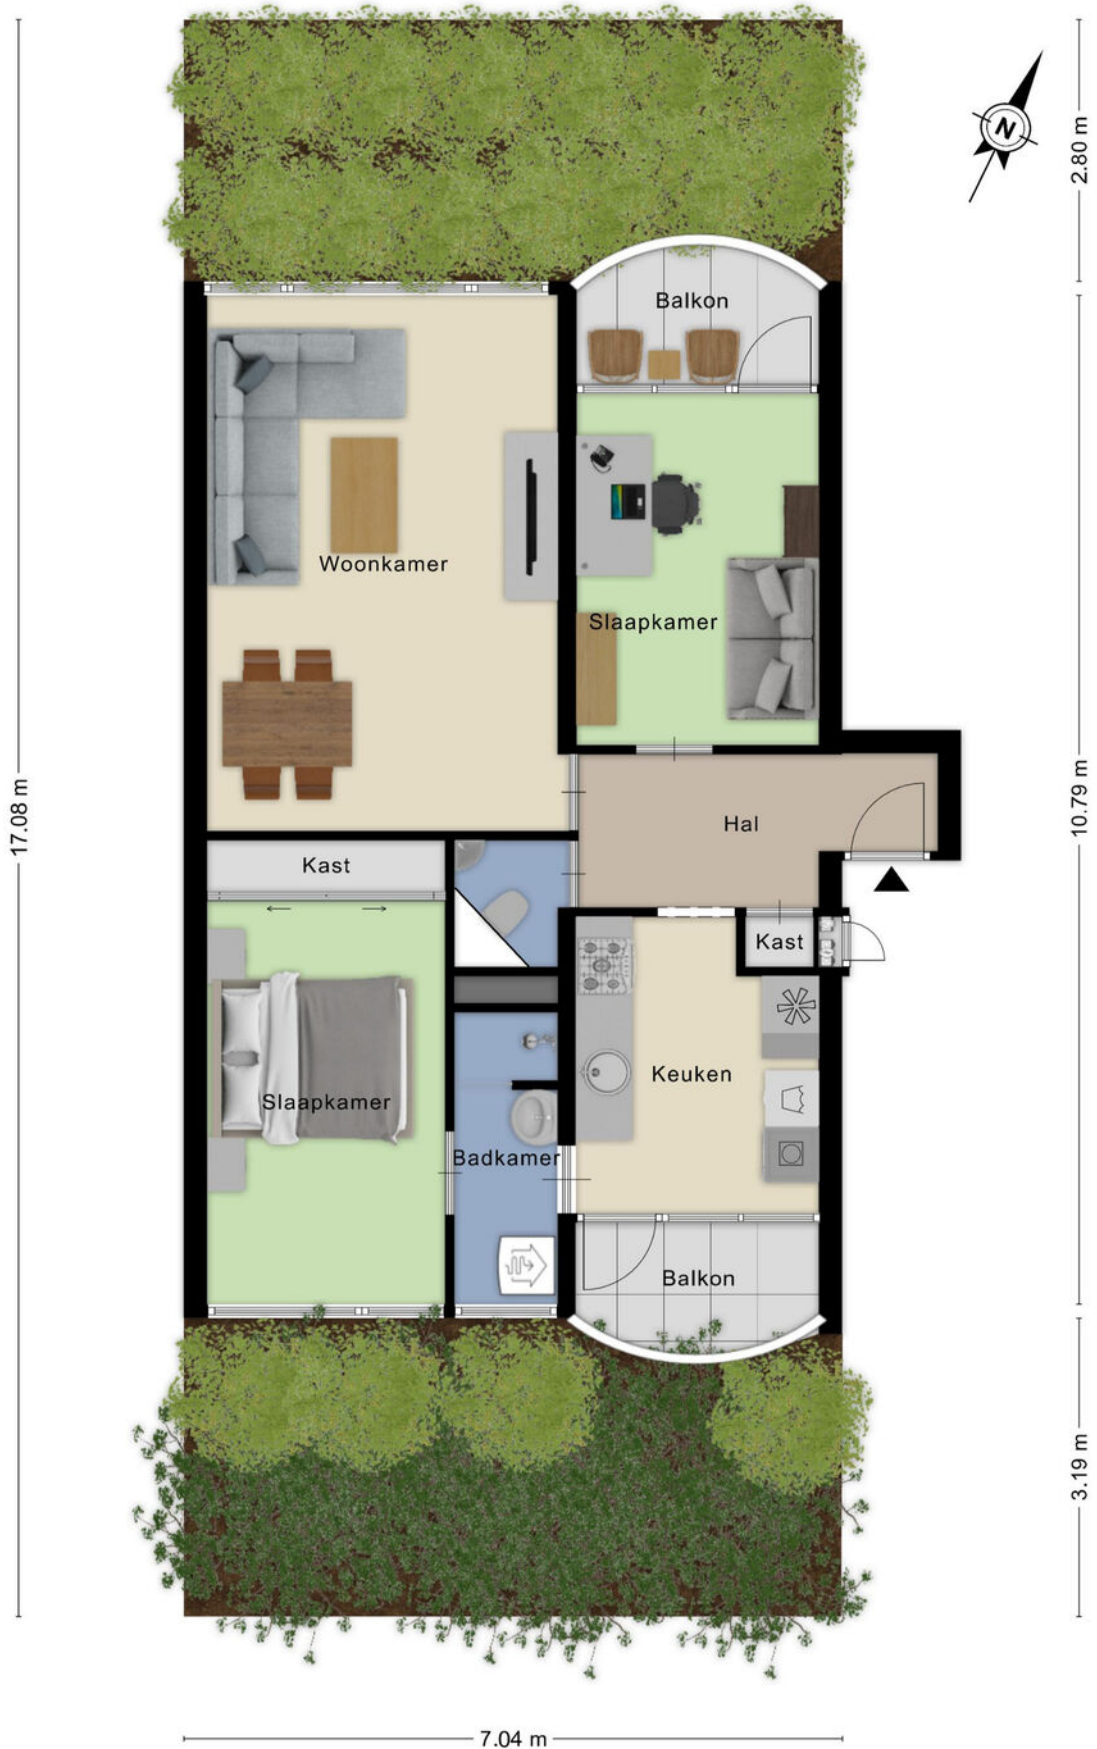 N
2.80 m
Balkon
Woonkamer
Slaapkamer
17.08 m
10.79 m
Hal
Kast
Kast
Keuken
Slaapkamer
Badkamer
Balkon
3.19 m
7.04 m